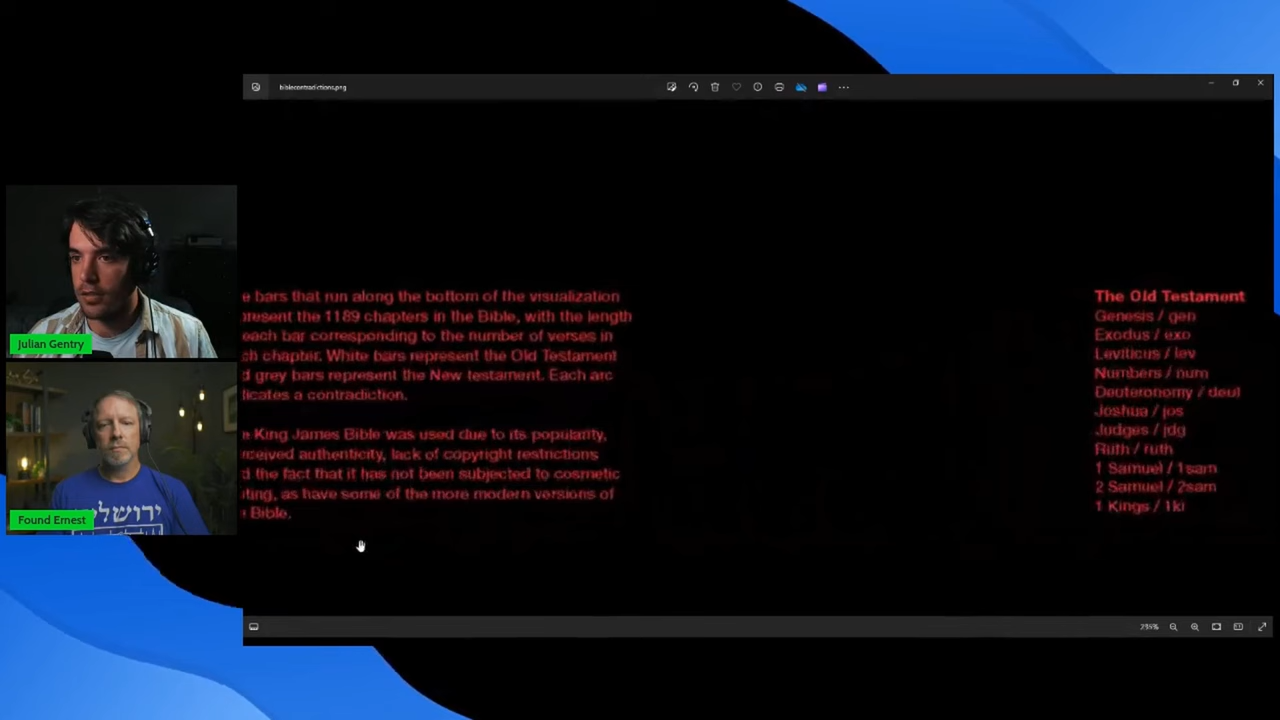 biblecontradictions.png
e bars that run along the bottom of the visualization
present the 1189 chapters in the Bible, with the length
each bar corresponding to the number of verses in
ch chapter. White bars represent the Old Testament
d grey bars represent the New testament. Each arc
dicates a contradiction.
e King James Bible was used due to its popularity,
rceived authenticity, lack of copyright restrictions
d the fact that it has not been subjected to cosmetic
iting, as have some of the more modern versions of
e Bible.
The Old Testament
Genesis / gen
Exodus / exo
Leviticus / lev
Numbers / num
Deuteronomy / deut
Joshua / jos
Judges / jdg
Ruth / ruth
1 Samuel / 1sam
2 Samuel / 2sam
1 Kings / 1ki
Julian Gentry
ירושלים
Found Ernest
235%